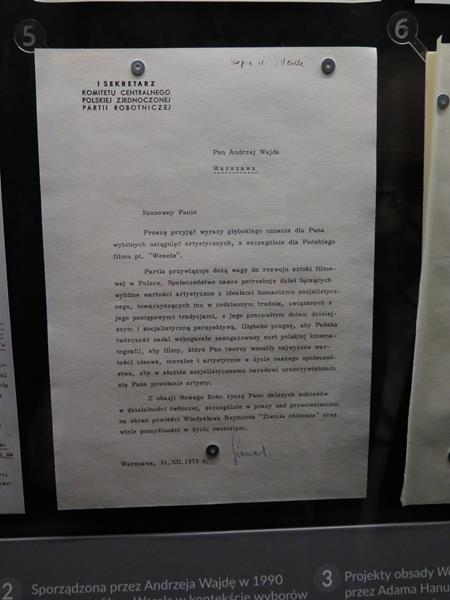 5
6
Kopia
I SEKRETARZ
KOMITETU CENTRALNEGO
POLSKIEJ ZJEDNOCZONEJ
PARTII ROBOTNICZEJ
Pan Andrzej Wajda
Warszawa
Szanowny Panie
Proszę przyjąć wyrazy głębokiego uznania dla Pana
wybitnych osiągnięć artystycznych, a szczególnie dla Pańskiego
filmu pt. "Wesele".
Partia przywiązuje dużą wagę do rozwoju sztuki filmo-
wej w Polsce. Społeczeństwo nasze potrzebuje dzieł łączących
wybitne wartości artystyczne z ideałami humanizmu socjalistycz-
nego, towarzyszących mu w codziennym trudzie, związanych z
jego postępowymi tradycjami, z jego pracowitym dniem dzisiej-
szym i socjalistyczną perspektywą. Głęboko pragnę, aby Pańska
twórczość nadal wzbogacała zaangażowany nurt polskiej kinema-
tografii, aby filmy, które Pan tworzy wnosiły najwyższe war-
tości ideowe, moralne i artystyczne w życie naszego społeczeń-
stwa, aby w służbie socjalistycznemu narodowi urzeczywistniało
się Pana powołanie artysty.
Z okazji Nowego Roku życzę Panu dalszych sukcesów
w działalności twórczej, szczególnie w pracy nad przeniesieniem
na ekran powieści Władysława Reymonta "Ziemia obiecana" oraz
wiele pomyślności w życiu osobistym.
Warszawa, 31.XII.1973 r.
2 Sporządzona przez Andrzeja Wajdę w 1990
Wesele w kontekście wyborów
3 Projekty obsady
przez Adama